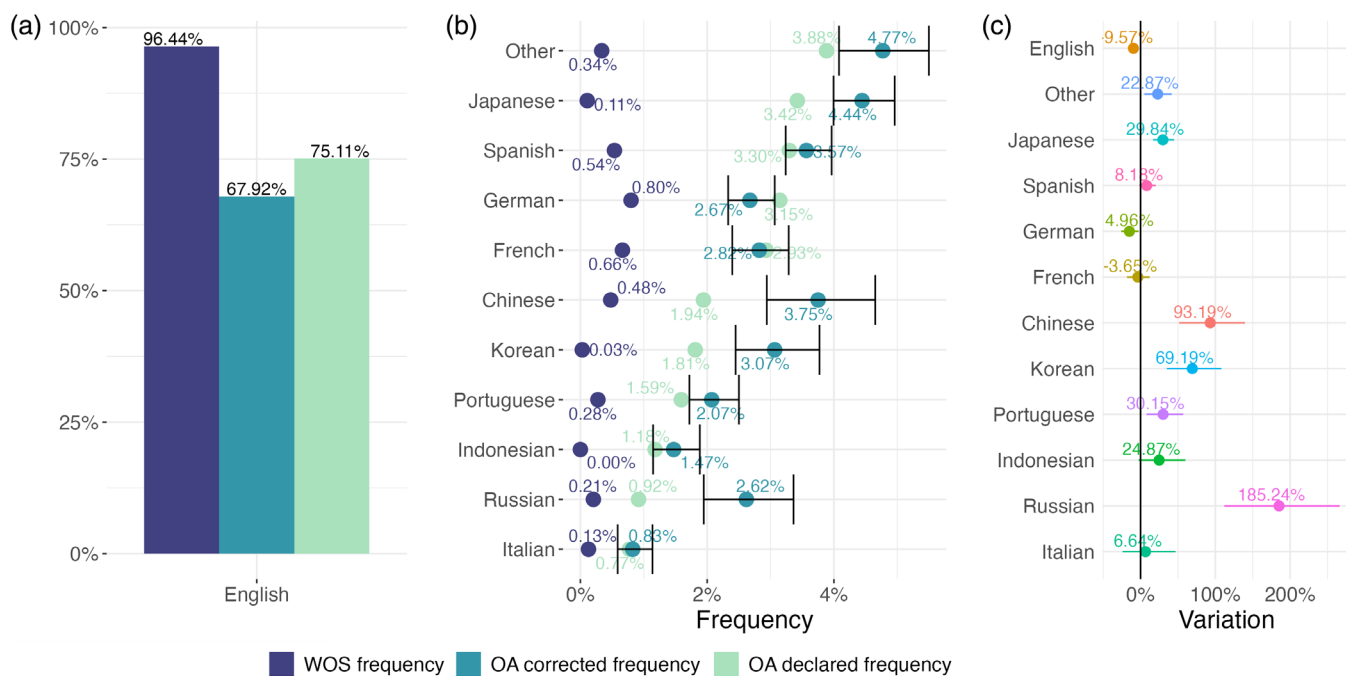 (a)
100%
75%
50%
25%
0%
96.44%
67.92%
75.11%
English
(b)
Other
Japanese
Spanish
German
French
Chinese
Korean
Portuguese
Indonesian
Russian
Italian
0.34% 3.88% 4.77%
0.11% 3.42% 4.44%
0.54% 3.30% 3.57%
0.80% 2.67% 3.15%
0.66% 2.82% 2.93%
0.48% 1.94% 3.75%
0.03% 1.81% 3.07%
0.28% 1.59% 2.07%
0.00% 1.18% 1.47%
0.21% 0.92% 2.62%
0.13% 0.77% 0.83%
0% 2% 4%
Frequency
(c)
English -9.57%
Other 22.87%
Japanese 29.84%
Spanish 8.18%
German 4.96%
French -3.65%
Chinese 93.19%
Korean 69.19%
Portuguese 30.15%
Indonesian 24.87%
Russian 185.24%
Italian 6.64%
0% 100% 200%
Variation
WOS frequency OA corrected frequency OA declared frequency